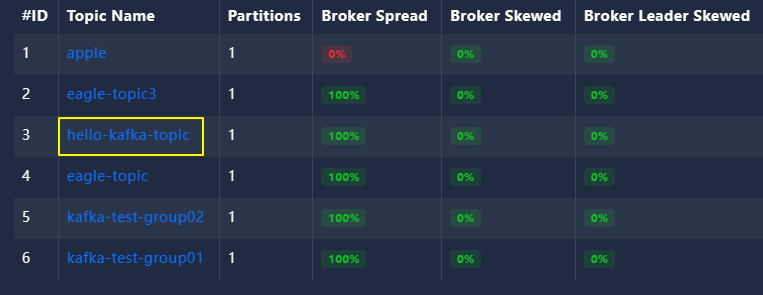 #ID Topic Name Partitions Broker Spread Broker Skewed Broker Leader Skewed
1 apple 1 0% 0% 0%
2 eagle-topic3 1 100% 0% 0%
3 hello-kafka-topic 1 100% 0% 0%
4 eagle-topic 1 100% 0% 0%
5 kafka-test-group02 1 100% 0% 0%
6 kafka-test-group01 1 100% 0% 0%